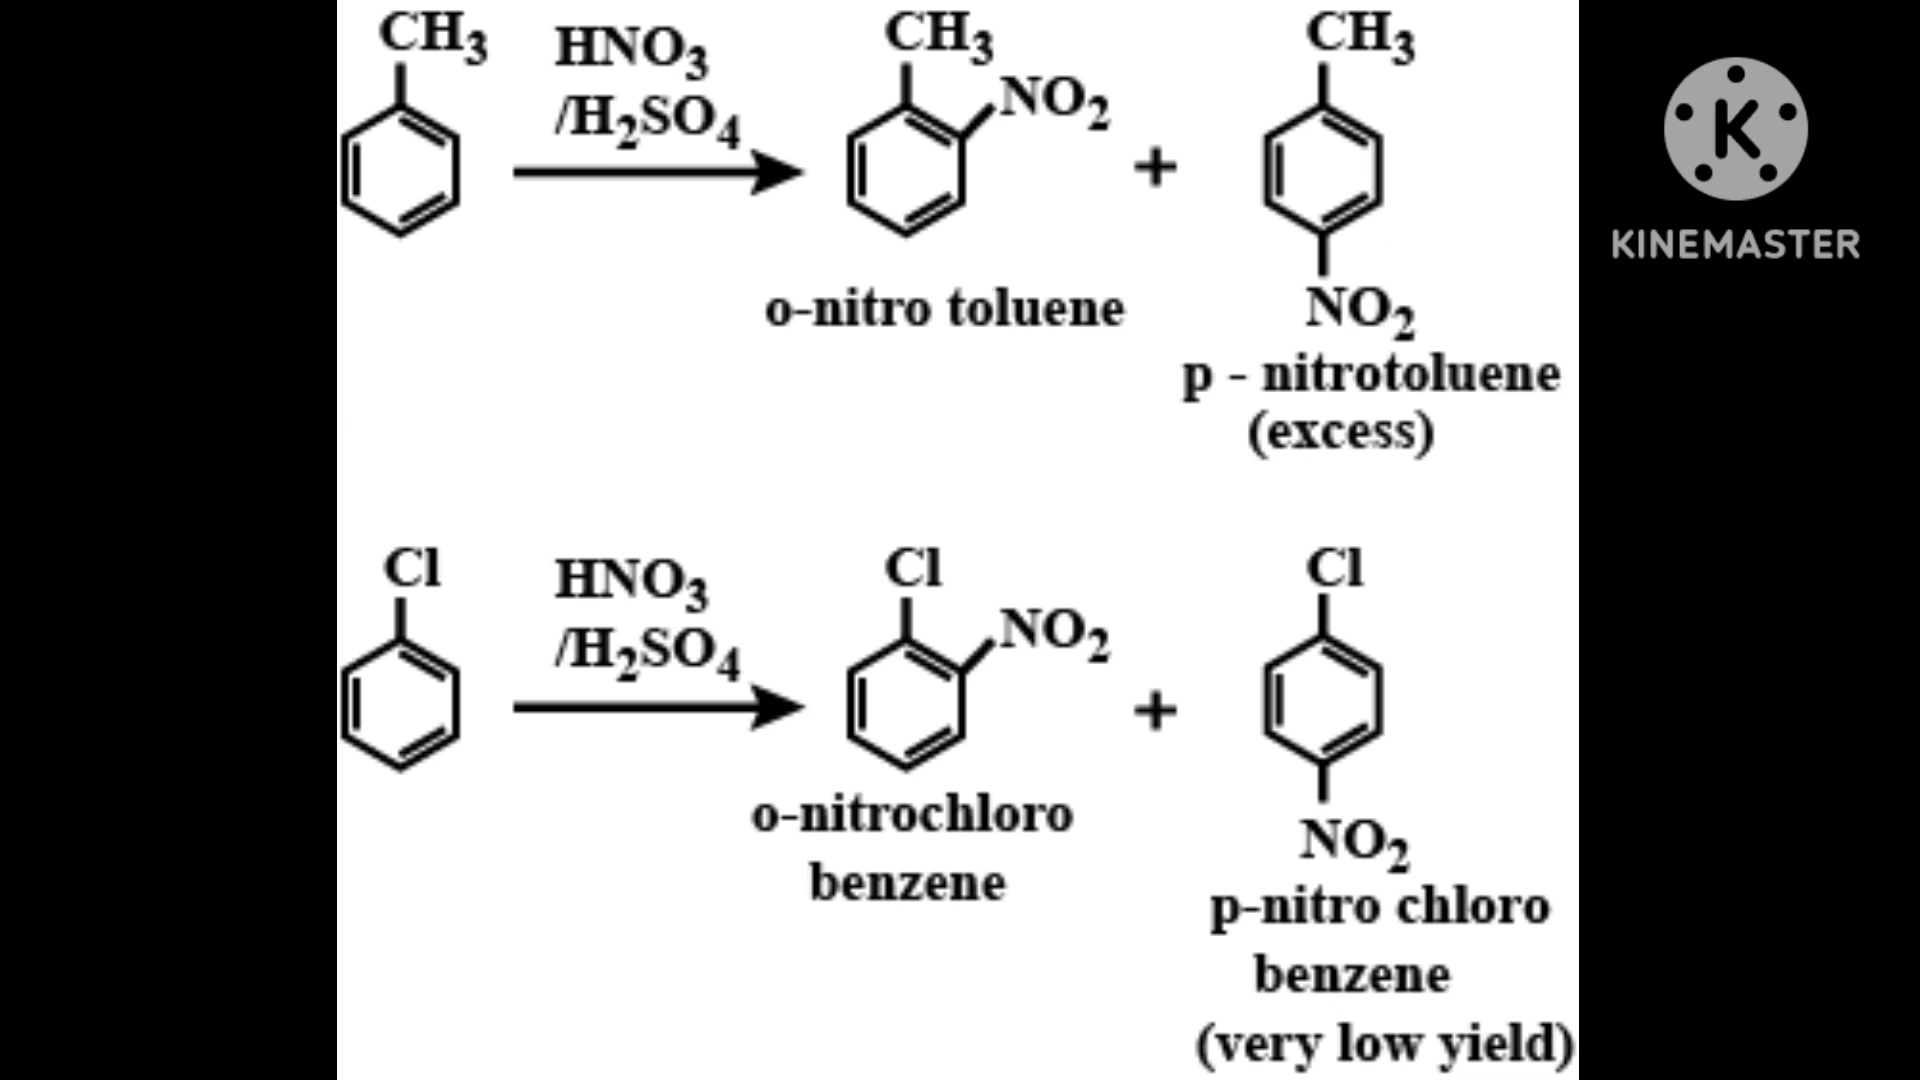 CH3 HNO3 CH3 CH3
/H2SO4 NO2
+
o-nitro toluene NO2
p - nitrotoluene
(excess)
Cl HNO3 Cl Cl
/H2SO4 NO2
+
o-nitrochloro NO2
benzene p-nitro chloro
benzene
(very low yield)
K
KINEMASTER